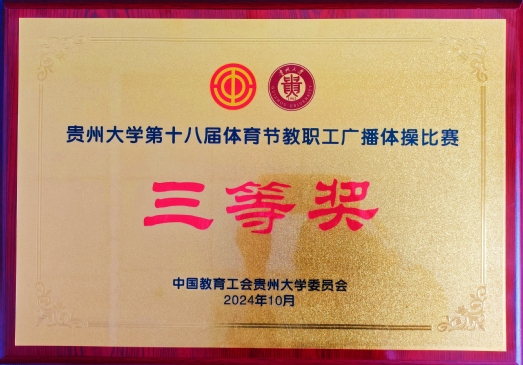 贵州大学第十八届体育节教职工广播体操比赛
三等奖
中国教育工会贵州大学委员会
2024年10月